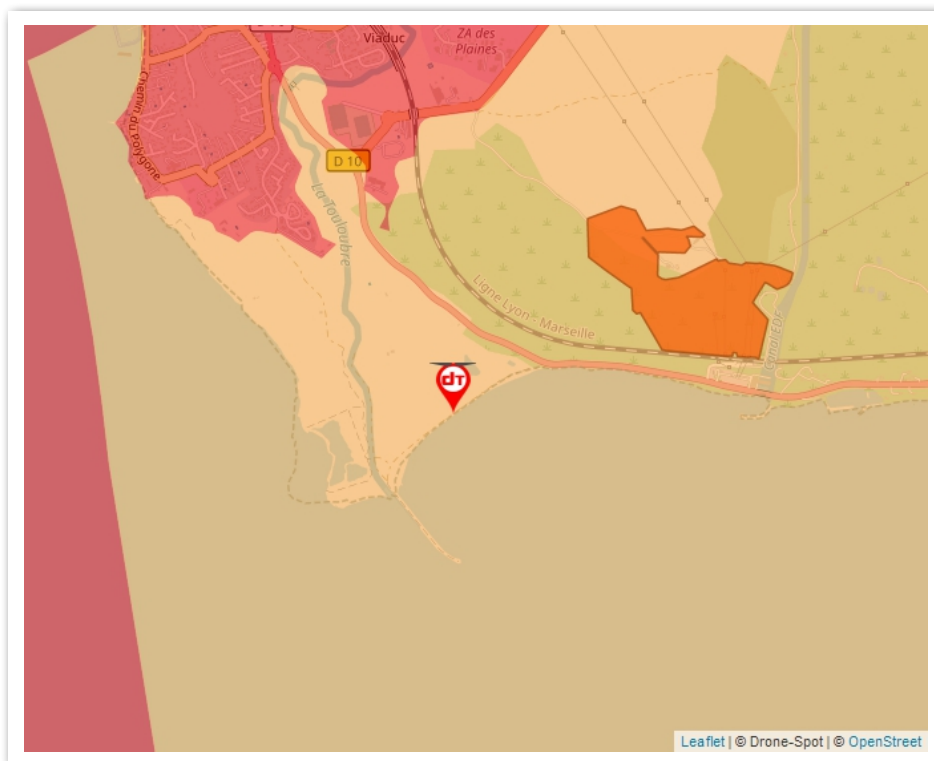 Viaduc
ZA des
Plaines
Chemin du Polygone
D 10
La Touloubre
Ligne Lyon - Marseille
Canal EDF
dT
Leaflet | © Drone-Spot | © OpenStreet